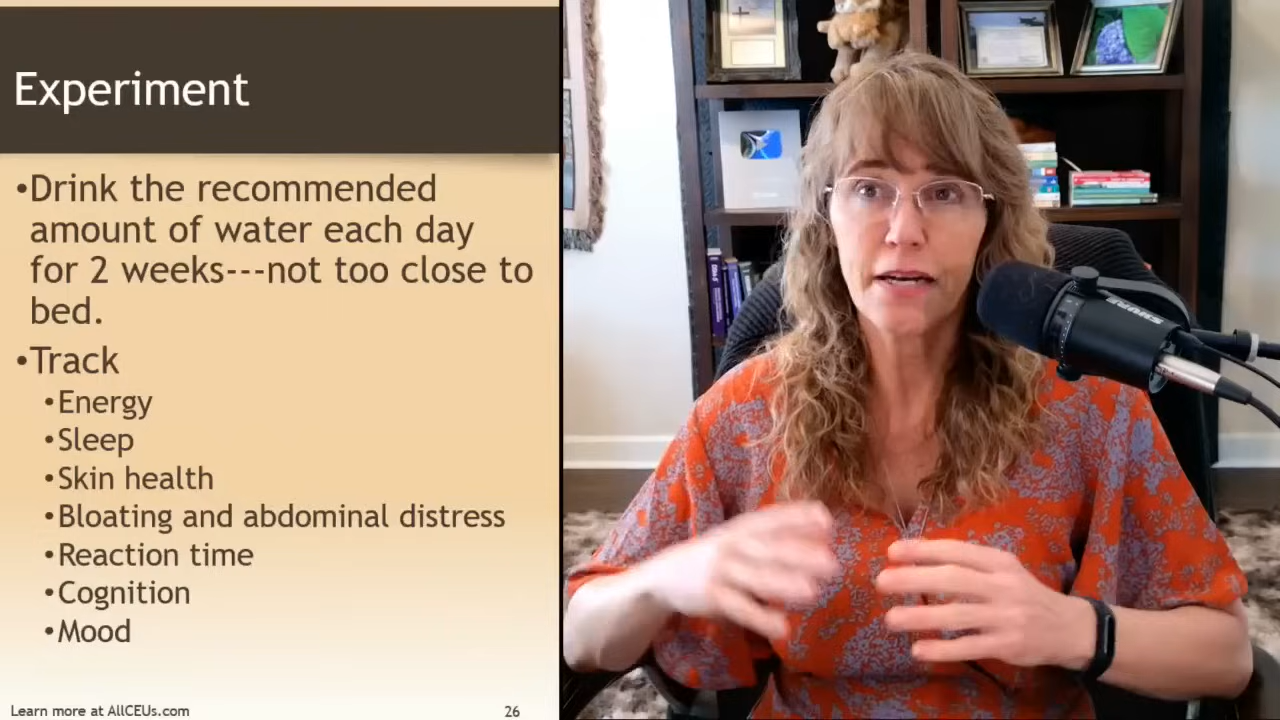 Experiment
•Drink the recommended
amount of water each day
for 2 weeks---not too close to
bed.
•Track
•Energy
•Sleep
•Skin health
•Bloating and abdominal distress
•Reaction time
•Cognition
•Mood
Learn more at AllCEUs.com
26
SHURE